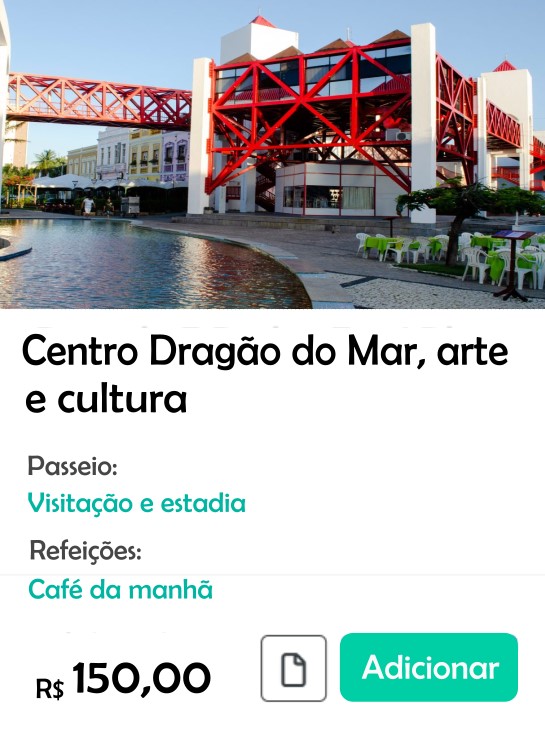 Centro Dragão do Mar, arte
e cultura
Passeio:
Visitação e estadia
Refeições:
Café da manhã
R$ 150,00
Adicionar